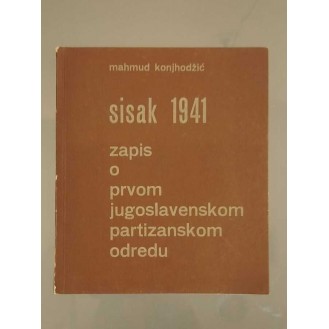 mahmud konjhodžić
sisak 1941
zapis
o
prvom
jugoslavenskom
partizanskom
odredu